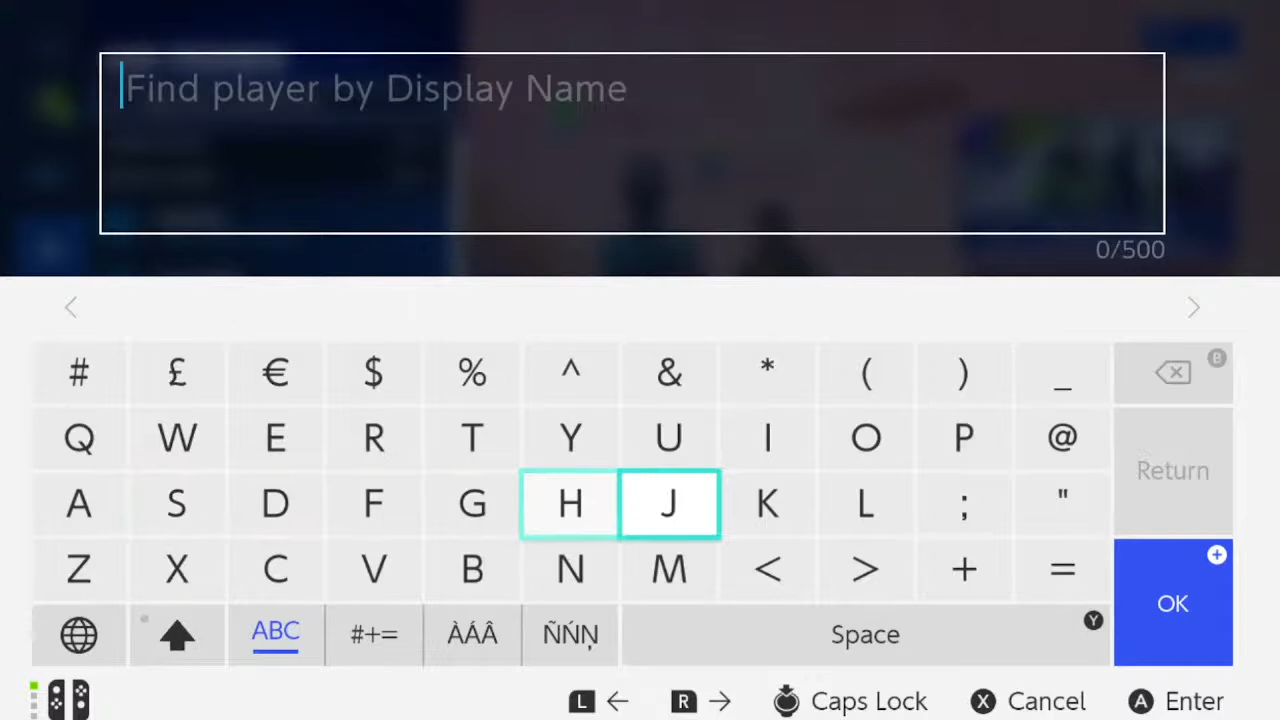 Find player by Display Name
0/500
# £ € $ % ^ & * ( ) _ B
Q W E R T Y U I O P @
Return
A S D F G H J K L ; "
Z X C V B N M < > + =
OK
ABC #+= ÀÁÂ ÑŃŅ Space Y
L ← R → Caps Lock X Cancel A Enter